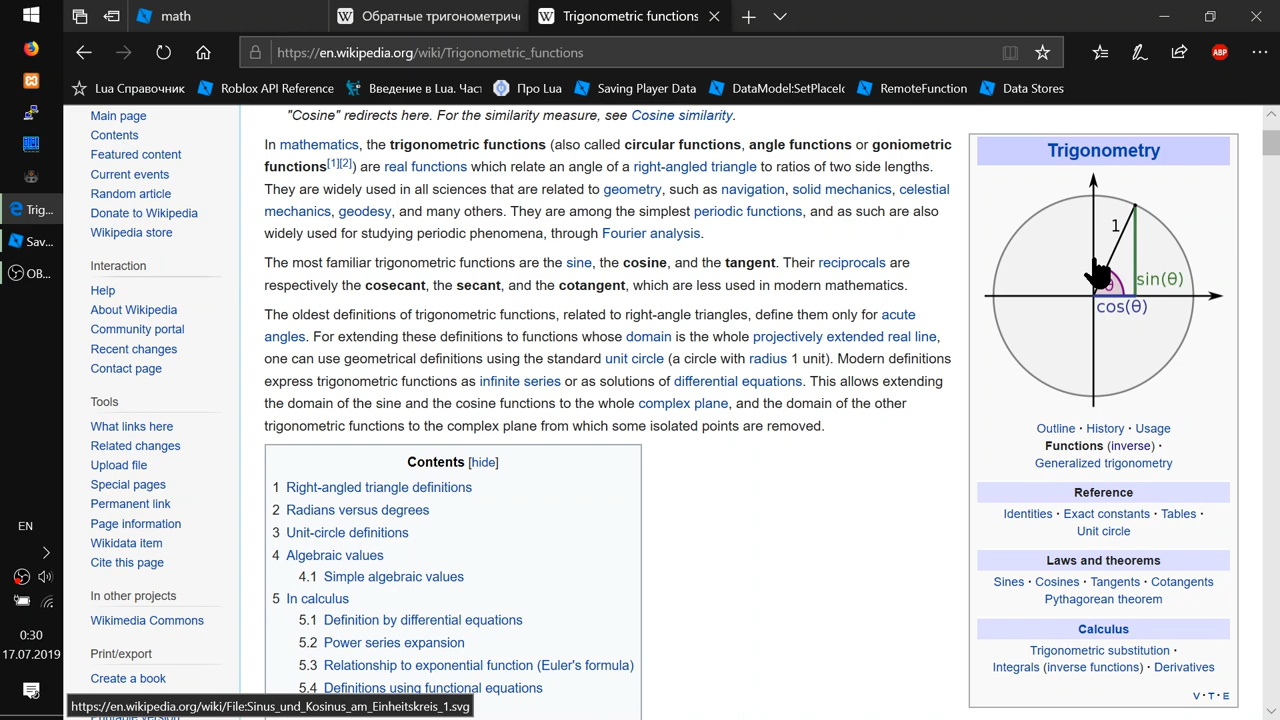 math
Обратные тригонометрич
Trigonometric functions
https://en.wikipedia.org/wiki/Trigonometric_functions
ABP
Lua Справочник
Roblox API Reference
Введение в Lua. Част
Про Lua
Saving Player Data
DataModel:SetPlaceId
RemoteFunction
Data Stores
Trig...
Sav...
OB...
EN
0:30
17.07.2019
Main page
Contents
Featured content
Current events
Random article
Donate to Wikipedia
Wikipedia store
Interaction
Help
About Wikipedia
Community portal
Recent changes
Contact page
Tools
What links here
Related changes
Upload file
Special pages
Permanent link
Page information
Wikidata item
Cite this page
In other projects
Wikimedia Commons
Print/export
Create a book
"Cosine" redirects here. For the similarity measure, see Cosine similarity.
In mathematics, the trigonometric functions (also called circular functions, angle functions or goniometric
functions[1][2]) are real functions which relate an angle of a right-angled triangle to ratios of two side lengths.
They are widely used in all sciences that are related to geometry, such as navigation, solid mechanics, celestial
mechanics, geodesy, and many others. They are among the simplest periodic functions, and as such are also
widely used for studying periodic phenomena, through Fourier analysis.
The most familiar trigonometric functions are the sine, the cosine, and the tangent. Their reciprocals are
respectively the cosecant, the secant, and the cotangent, which are less used in modern mathematics.
The oldest definitions of trigonometric functions, related to right-angle triangles, define them only for acute
angles. For extending these definitions to functions whose domain is the whole projectively extended real line,
one can use geometrical definitions using the standard unit circle (a circle with radius 1 unit). Modern definitions
express trigonometric functions as infinite series or as solutions of differential equations. This allows extending
the domain of the sine and the cosine functions to the whole complex plane, and the domain of the other
trigonometric functions to the complex plane from which some isolated points are removed.
Contents [hide]
1 Right-angled triangle definitions
2 Radians versus degrees
3 Unit-circle definitions
4 Algebraic values
4.1 Simple algebraic values
5 In calculus
5.1 Definition by differential equations
5.2 Power series expansion
5.3 Relationship to exponential function (Euler's formula)
5.4 Definitions using functional equations
Trigonometry
1
θ
sin(θ)
cos(θ)
Outline · History · Usage
Functions (inverse) ·
Generalized trigonometry
Reference
Identities · Exact constants · Tables ·
Unit circle
Laws and theorems
Sines · Cosines · Tangents · Cotangents
Pythagorean theorem
Calculus
Trigonometric substitution ·
Integrals (inverse functions) · Derivatives
V · T · E
https://en.wikipedia.org/wiki/File:Sinus_und_Kosinus_am_Einheitskreis_1.svg